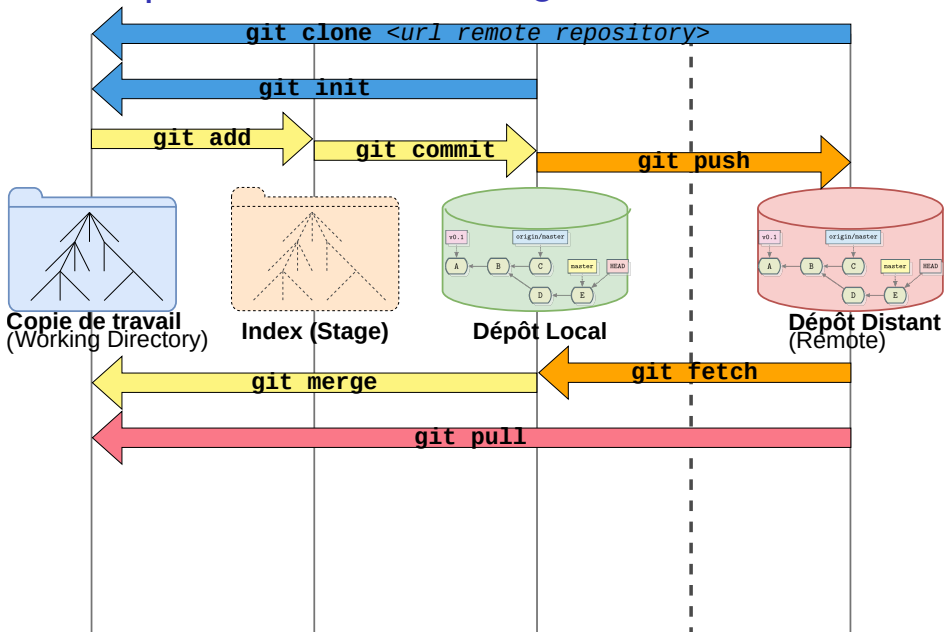 git clone <url remote repository>
git init
git add
git commit
git push
v0.1
origin/master
A
B
C
master
HEAD
D
E
v0.1
origin/master
A
B
C
master
HEAD
D
E
Copie de travail
(Working Directory)
Index (Stage)
Dépôt Local
Dépôt Distant
(Remote)
git fetch
git merge
git pull